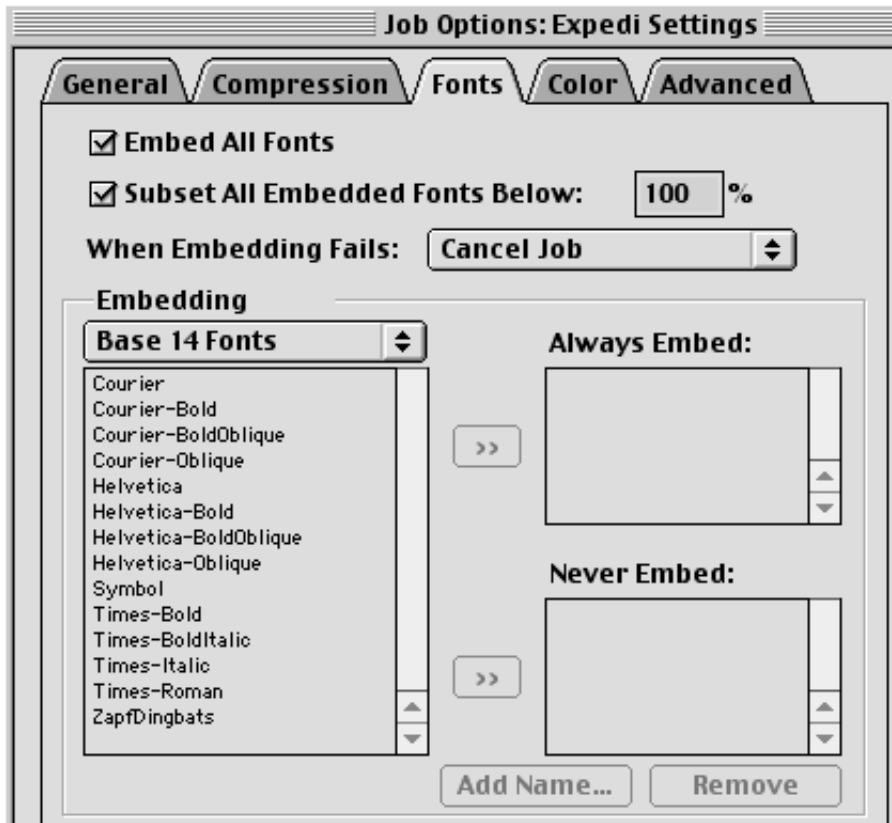 Job Options: Expedi Settings
General Compression Fonts Color Advanced
Embed All Fonts
Subset All Embedded Fonts Below: 100 %
When Embedding Fails: Cancel Job
Embedding
Base 14 Fonts
Courier
Courier-Bold
Courier-BoldOblique
Courier-Oblique
Helvetica
Helvetica-Bold
Helvetica-BoldOblique
Helvetica-Oblique
Symbol
Times-Bold
Times-BoldItalic
Times-Italic
Times-Roman
ZapfDingbats
>>
>>
Always Embed:
Never Embed:
Add Name... Remove